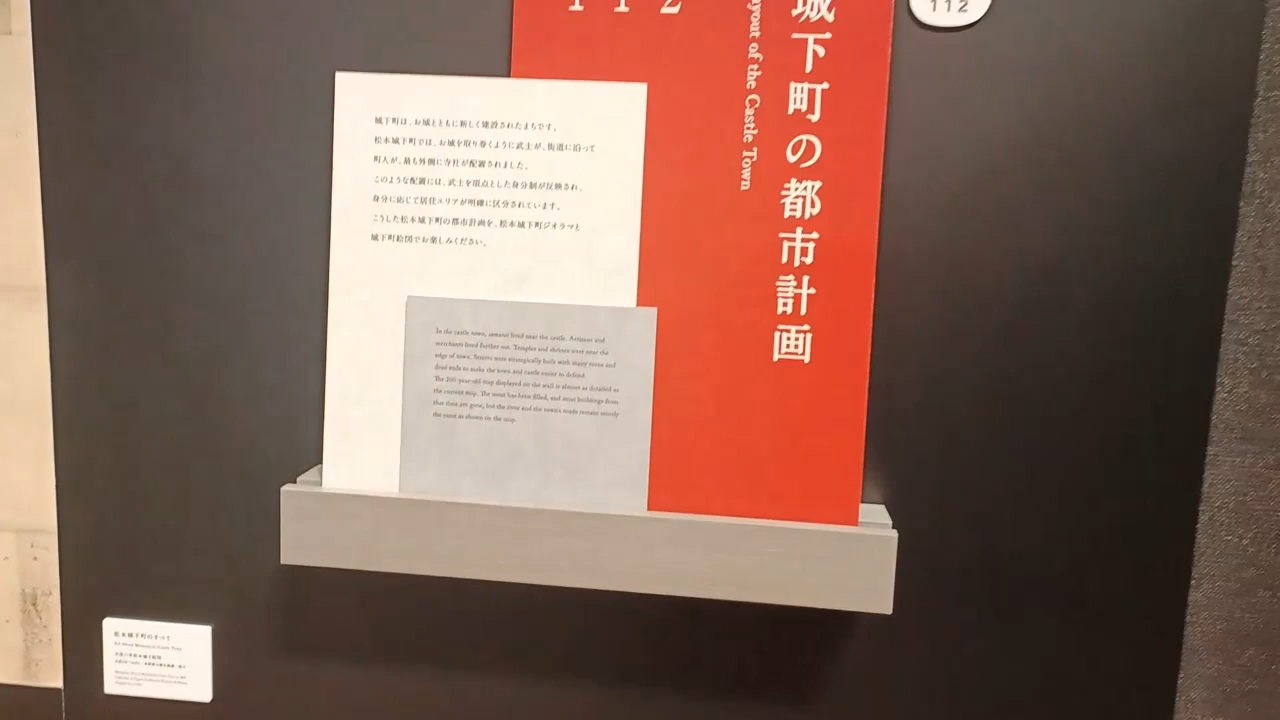 112
112
城下町の都市計画
yout of the Castle Town
城下町は、お城とともに新しく建設されたまちです。
松本城下町では、お城を取り巻くように武士が、街道に沿って
町人が、最も外側に寺社が配置されました。
このような配置には、武士を頂点とした身分制が反映され、
身分に応じて居住エリアが明確に区分されています。
こうした松本城下町の都市計画を、松本城下町ジオラマと
城下町絵図でお楽しみください。
In the castle town, samurai lived near the castle. Artisans and
merchants lived further out. Temples and shrines were near the
edge of town. Streets were strategically built with many turns and
dead ends to make the town and castle easier to defend.
The 200-year-old map displayed on the wall is almost as detailed as
the current map. The moat has been filled, and most buildings from
that time are gone, but the river and the town's roads remain mostly
the same as shown on the map.
松本城下町のすべて